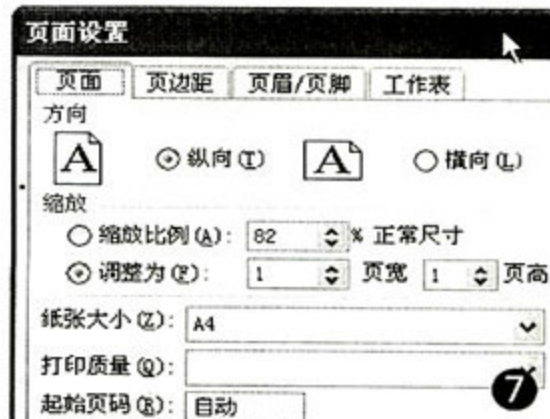 页面设置
页面 页边距 页眉/页脚 工作表
方向
A 纵向(T) A 横向(L)
缩放
缩放比例(A): 82 % 正常尺寸
调整为(F): 1 页宽 1 页高
纸张大小(Z): A4
打印质量(Q):
起始页码(R): 自动
7